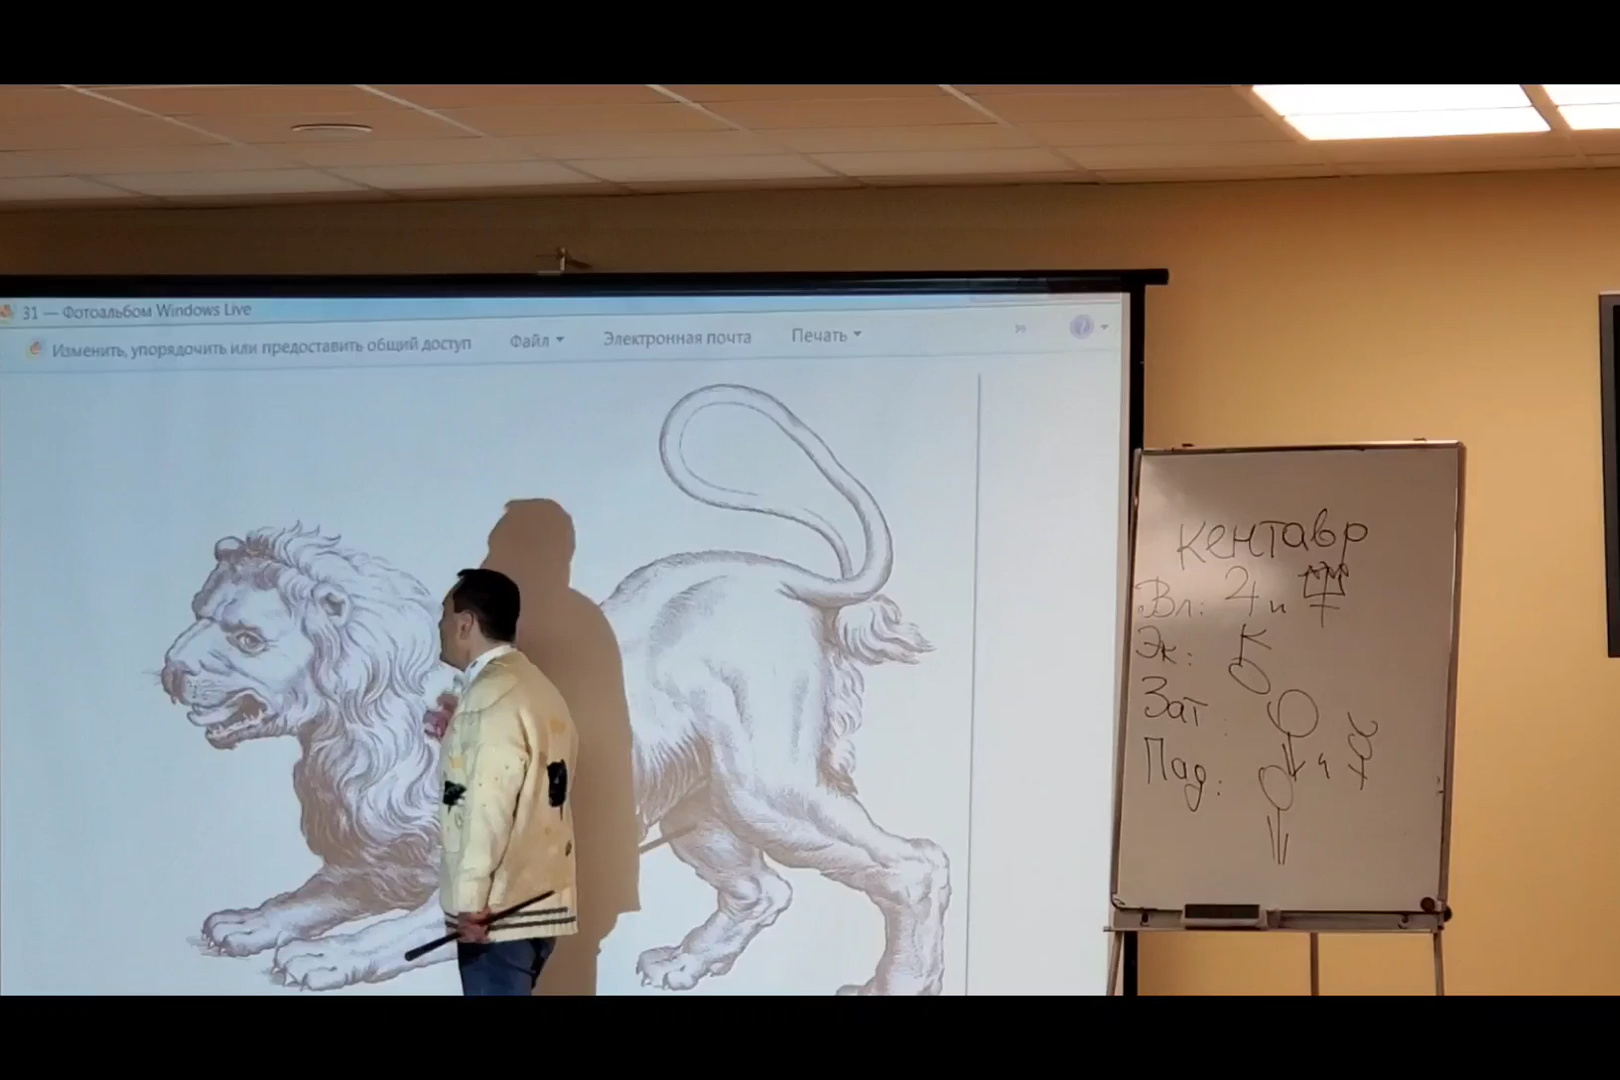 31 — Фотоальбом Windows Live
Изменить, упорядочить или предоставить общий доступ Файл Электронная почта Печать »
кентавр
Вл: ♃ и
Эк:
Зат
Пад: